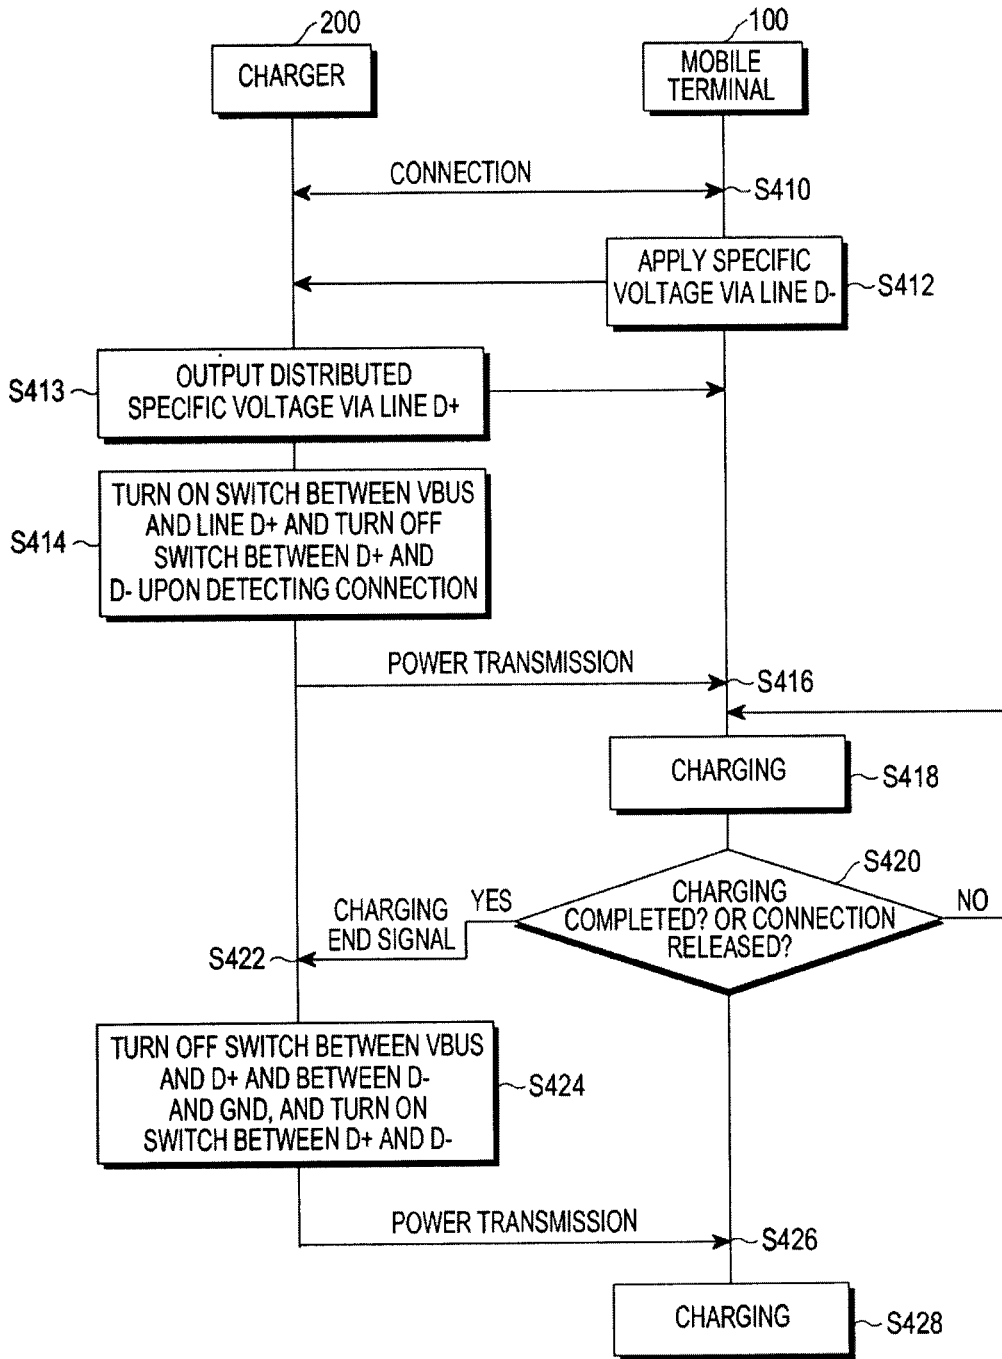 200
CHARGER
100
MOBILE
TERMINAL
CONNECTION
S410
APPLY SPECIFIC
VOLTAGE VIA LINE D-
S412
S413
OUTPUT DISTRIBUTED
SPECIFIC VOLTAGE VIA LINE D+
S414
TURN ON SWITCH BETWEEN VBUS
AND LINE D+ AND TURN OFF
SWITCH BETWEEN D+ AND
D- UPON DETECTING CONNECTION
POWER TRANSMISSION
S416
CHARGING
S418
S420
CHARGING
COMPLETED? OR CONNECTION
RELEASED?
YES
NO
CHARGING
END SIGNAL
S422
TURN OFF SWITCH BETWEEN VBUS
AND D+ AND BETWEEN D-
AND GND, AND TURN ON
SWITCH BETWEEN D+ AND D-
S424
POWER TRANSMISSION
S426
CHARGING
S428